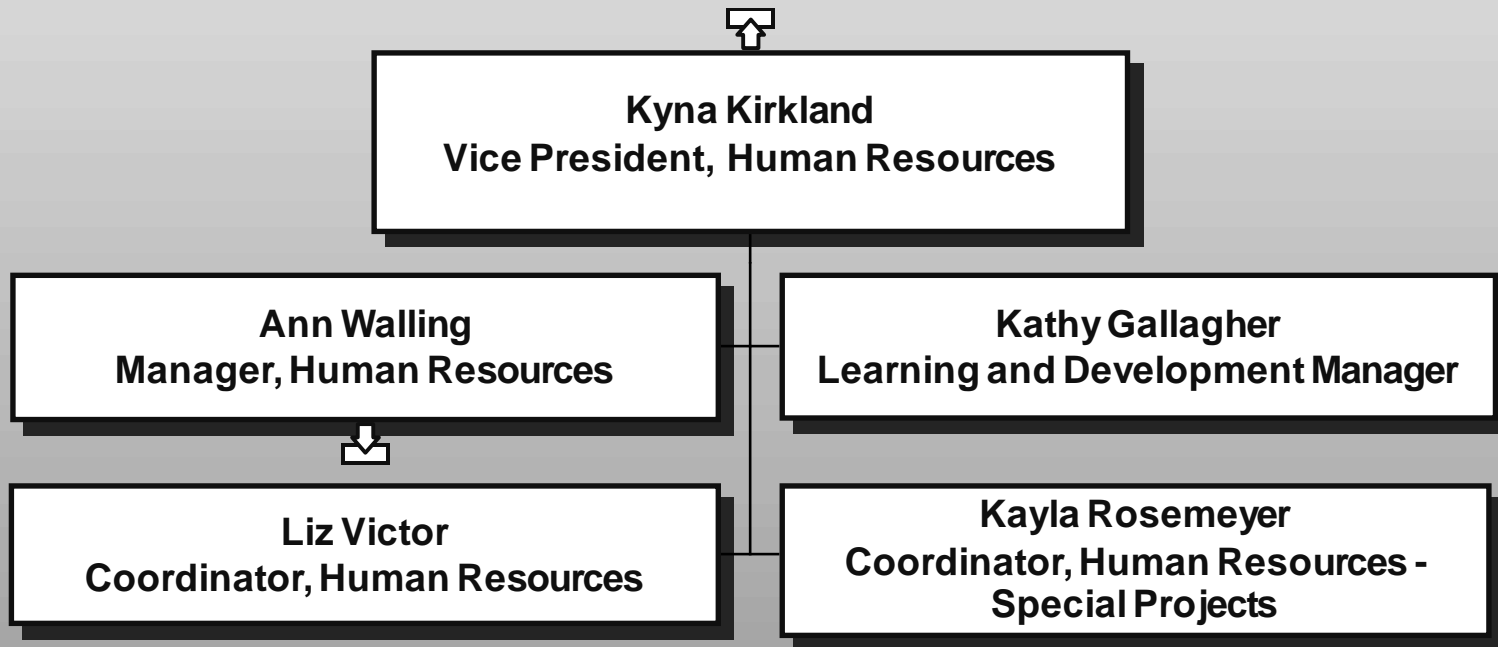 Kyna Kirkland
Vice President, Human Resources
Ann Walling
Manager, Human Resources
Kathy Gallagher
Learning and Development Manager
Liz Victor
Coordinator, Human Resources
Kayla Rosemeyer
Coordinator, Human Resources -
Special Projects